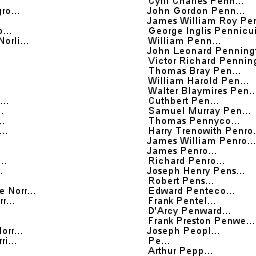 Cyril Charles Penn...
gro...
John Gordon Penn...
James William Roy Pen
o...
George Inglis Pennicui
Norli...
William Penn...
John Leonard Penning
Victor Richard Penning
Thomas Bray Pen...
William Harold Pen...
Walter Blaymires Pen..
...
Cuthbert Pen...
..
Samuel Murray Pen...
..
Thomas Pennyco...
...
Harry Trenowith Penro.
James William Penro...
James Penro...
...
Richard Penro...
.
Joseph Henry Pens...
Robert Pens...
e Norr...
Edward Penteco...
rr...
Frank Pentel...
D'Arcy Penward...
Frank Preston Penwe...
orr...
Joseph Peopl...
rri...
Pe...
Arthur Pepp...